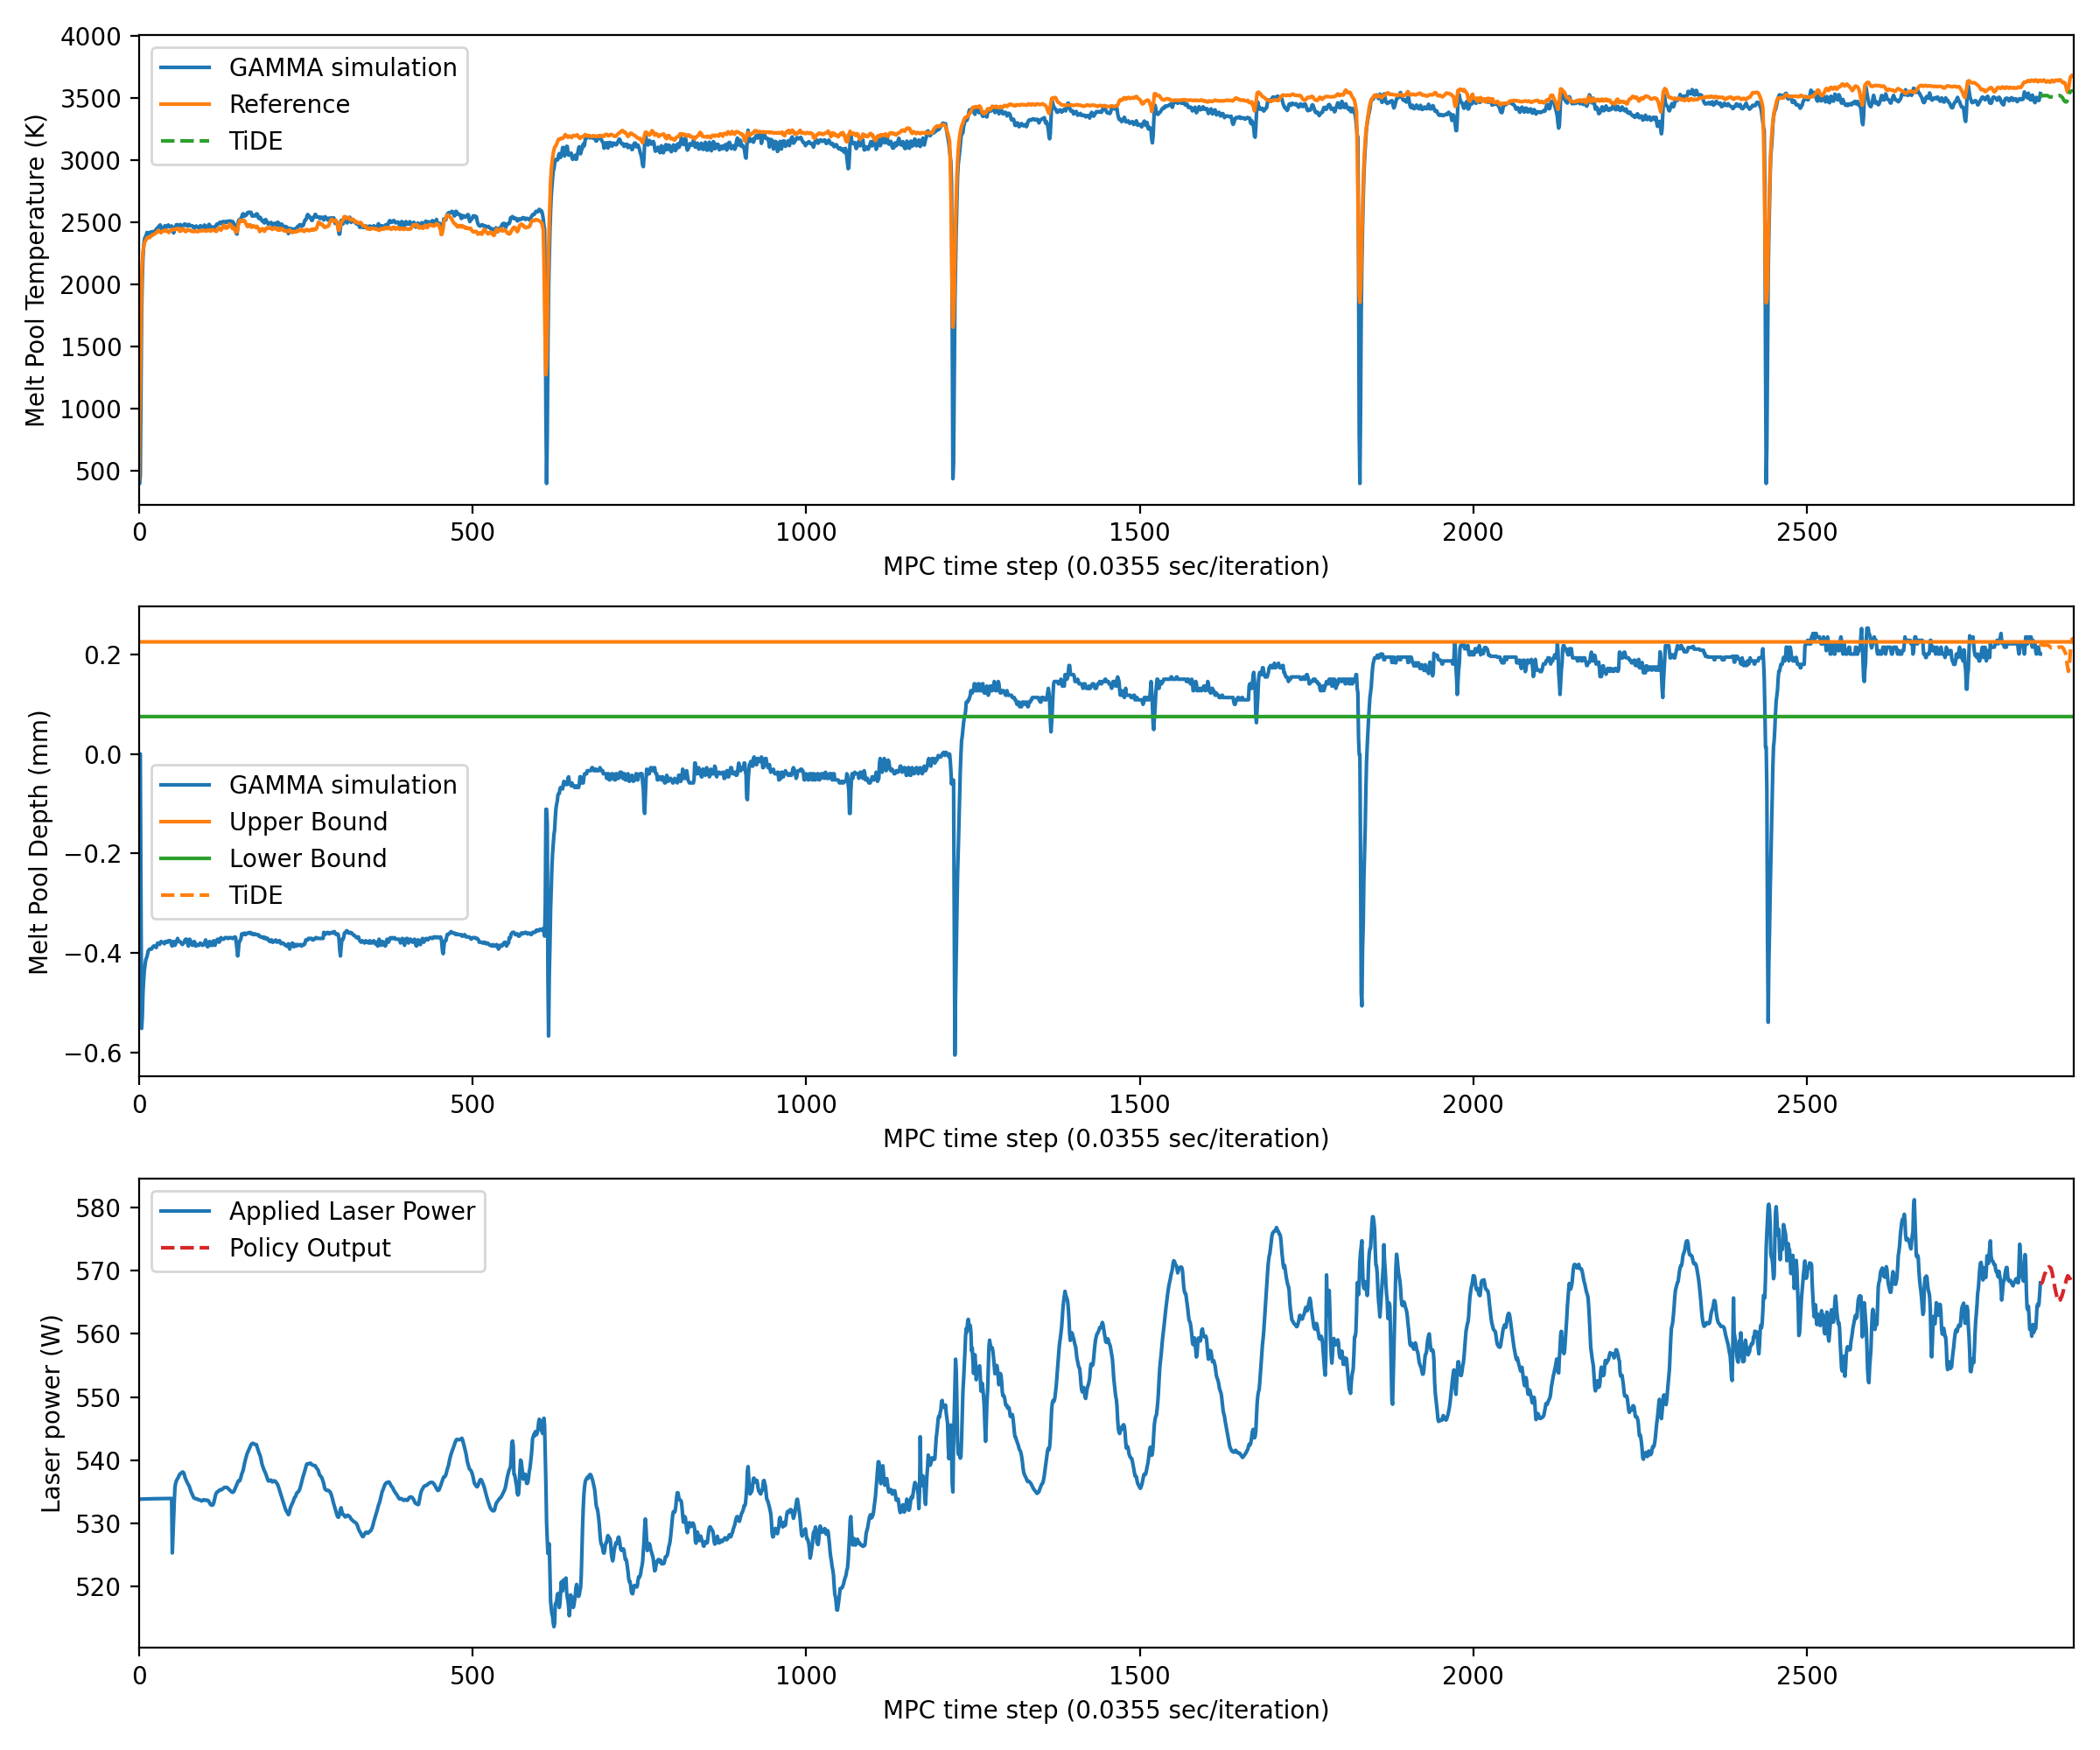 4000
3500
3000
2500
2000
1500
1000
500
Melt Pool Temperature (K)
GAMMA simulation
Reference
TiDE
0 500 1000 1500 2000 2500
MPC time step (0.0355 sec/iteration)
0.2
0.0
−0.2
−0.4
−0.6
Melt Pool Depth (mm)
GAMMA simulation
Upper Bound
Lower Bound
TiDE
0 500 1000 1500 2000 2500
MPC time step (0.0355 sec/iteration)
580
570
560
550
540
530
520
Laser power (W)
Applied Laser Power
Policy Output
0 500 1000 1500 2000 2500
MPC time step (0.0355 sec/iteration)